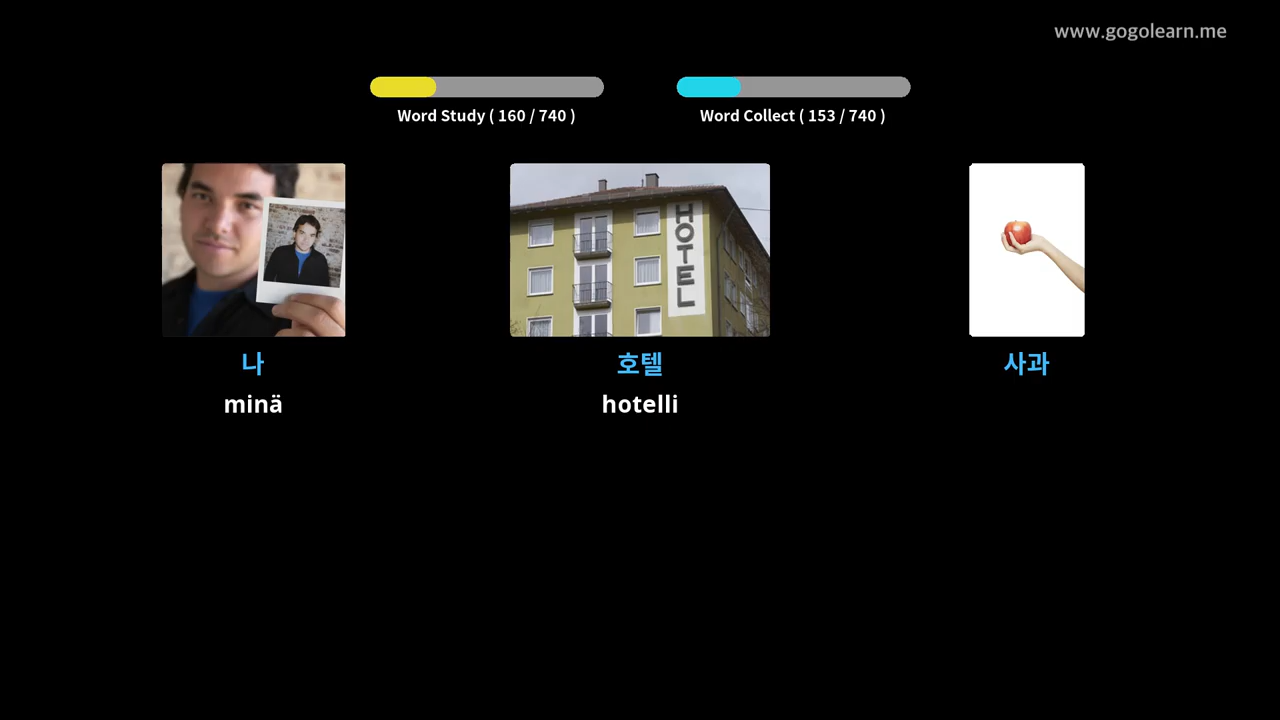 www.gogolearn.me
Word Study ( 160 / 740 )
Word Collect ( 153 / 740 )
HOTEL
나
호텔
사과
minä
hotelli